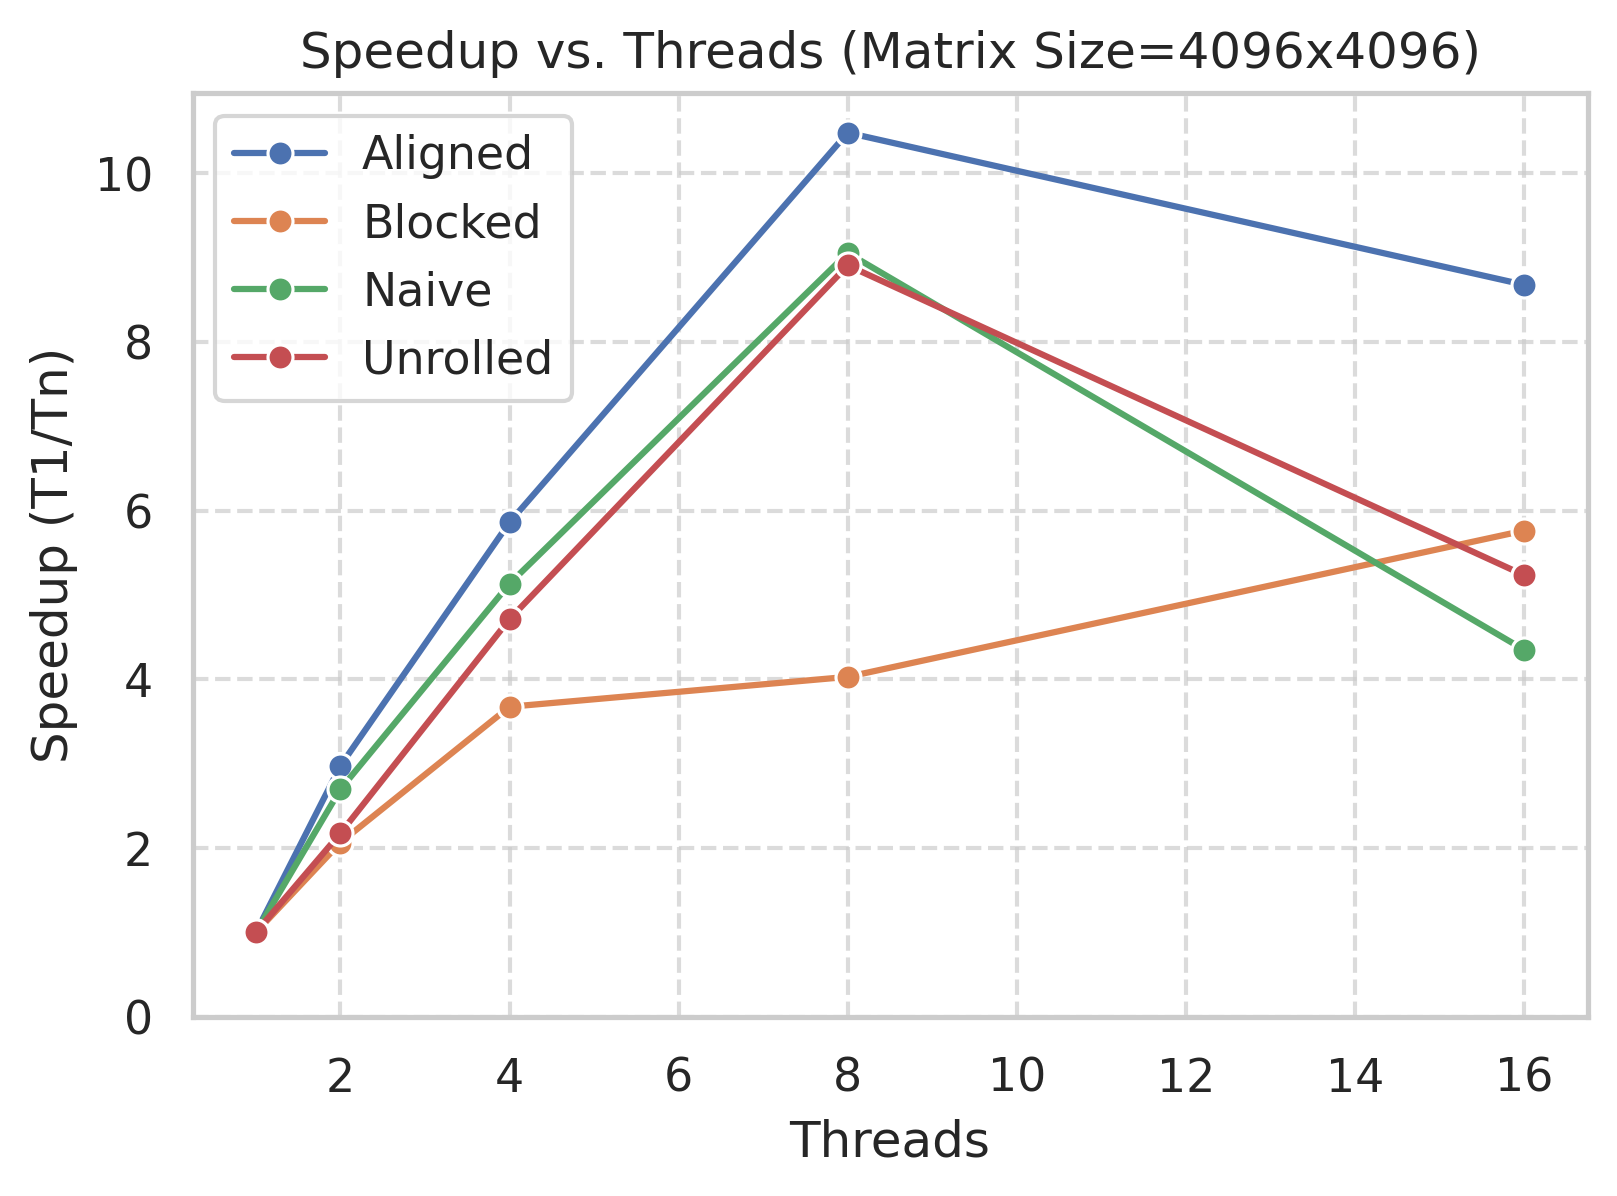 Speedup vs. Threads (Matrix Size=4096x4096)
Aligned
Blocked
Naive
Unrolled
Speedup (T1/Tn)
10
8
6
4
2
0
2 4 6 8 10 12 14 16
Threads